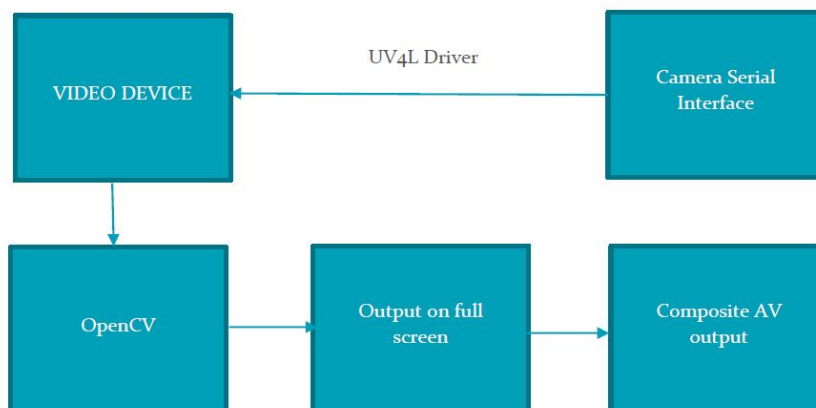 UV4L Driver
VIDEO DEVICE
Camera Serial
Interface
OpenCV
Output on full
screen
Composite AV
output